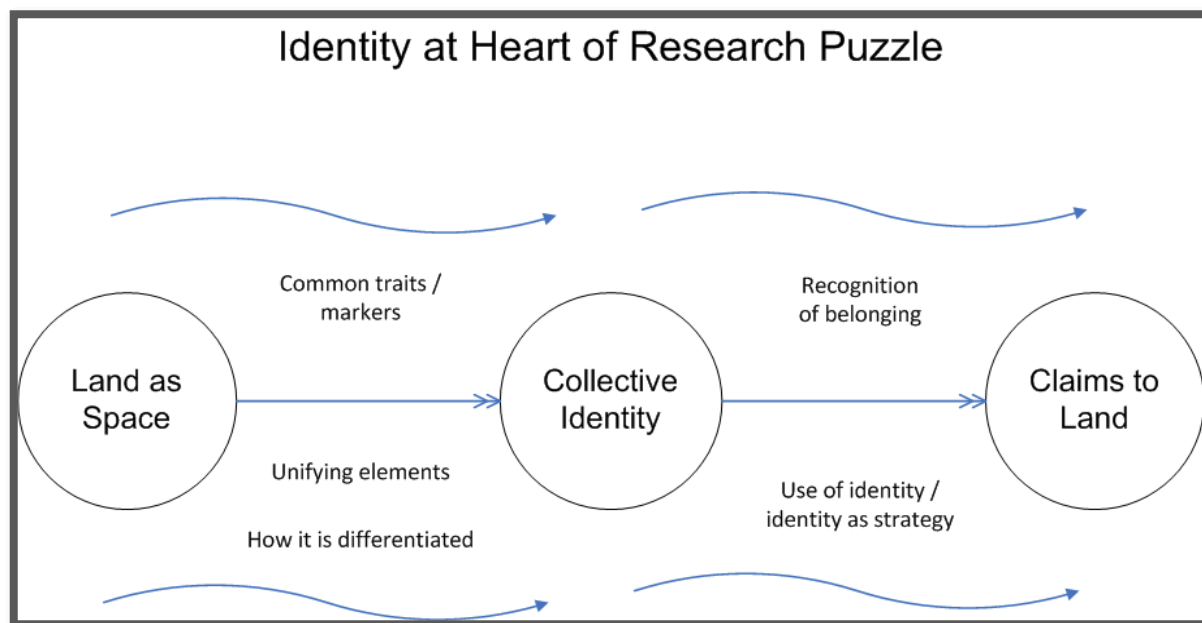 Identity at Heart of Research Puzzle
Common traits /
markers
Recognition
of belonging
Land as
Space
Collective
Identity
Claims to
Land
Unifying elements
How it is differentiated
Use of identity /
identity as strategy